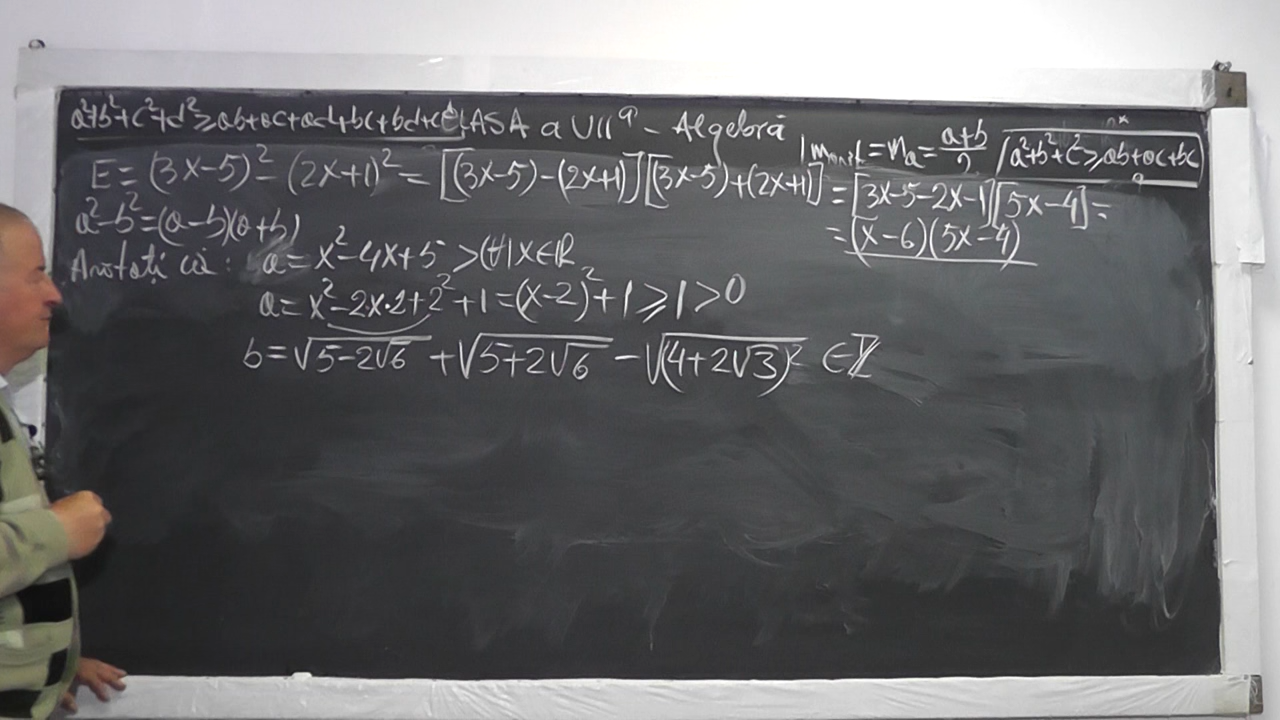 a²+b²+c²+d² ≥ ab+ac+ad+bc+bd+cd CLASA a VIIª - Algebră
= Ma = a+b/2 a²+b²+c² ≥ ab+ac+bc
E = (3x-5)² - (2x+1)² = [(3x-5)-(2x+1)][(3x-5)+(2x+1)] = [3x-5-2x-1][5x-4] =
= (x-6)(5x-4)
a²-b²=(a-b)(a+b)
Arătați că: a = x²-4x+5 > (∀) x∈R
a = x²-2x·2+2²+1 = (x-2)²+1 ≥ 1 > 0
b = √5-2√6 + √5+2√6 - √(4+2√3)² ∈ Z